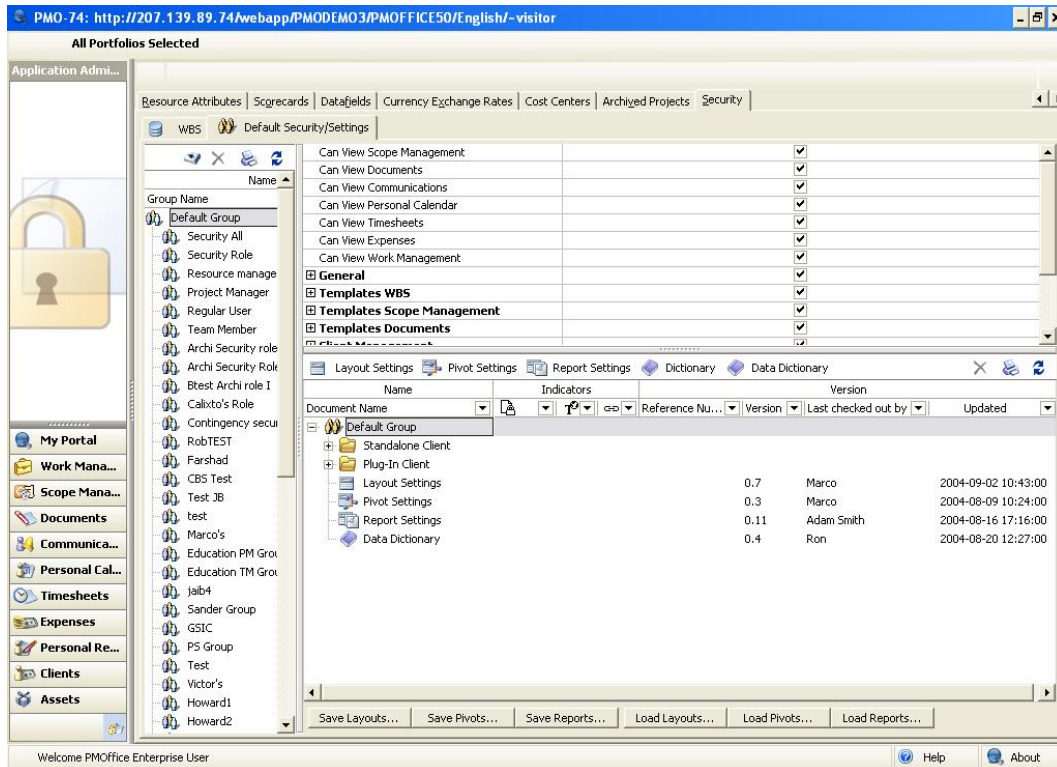 PMO-74: http://207.139.89.74/webapp/PMODEMO3/PMOFFICE50/English/~visitor
All Portfolios Selected
Application Admi...
Resource Attributes Scorecards Datafields Currency Exchange Rates Cost Centers Archived Projects Security
WBS Default Security/Settings
Name
Group Name
Default Group
Security All
Security Role
Resource manage
Project Manager
Regular User
Team Member
Archi Security role
Archi Security Role
Btest Archi role I
Calixto's Role
Contingency secur
RobTEST
Farshad
CBS Test
Test JB
test
Marco's
Education PM Grou
Education TM Grou
jaib4
Sander Group
GSIC
PS Group
Test
Victor's
Howard1
Howard2
Can View Scope Management
Can View Documents
Can View Communications
Can View Personal Calendar
Can View Timesheets
Can View Expenses
Can View Work Management
General
Templates WBS
Templates Scope Management
Templates Documents
Client Management
Layout Settings Pivot Settings Report Settings Dictionary Data Dictionary
Name Indicators Version
Document Name Reference Nu... Version Last checked out by Updated
Default Group
Standalone Client
Plug-In Client
Layout Settings 0.7 Marco 2004-09-02 10:43:00
Pivot Settings 0.3 Marco 2004-08-09 10:24:00
Report Settings 0.11 Adam Smith 2004-08-16 17:16:00
Data Dictionary 0.4 Ron 2004-08-20 12:27:00
Save Layouts... Save Pivots... Save Reports... Load Layouts... Load Pivots... Load Reports...
My Portal
Work Mana...
Scope Mana...
Documents
Communica...
Personal Cal...
Timesheets
Expenses
Personal Re...
Clients
Assets
Welcome PMOffice Enterprise User
Help
About